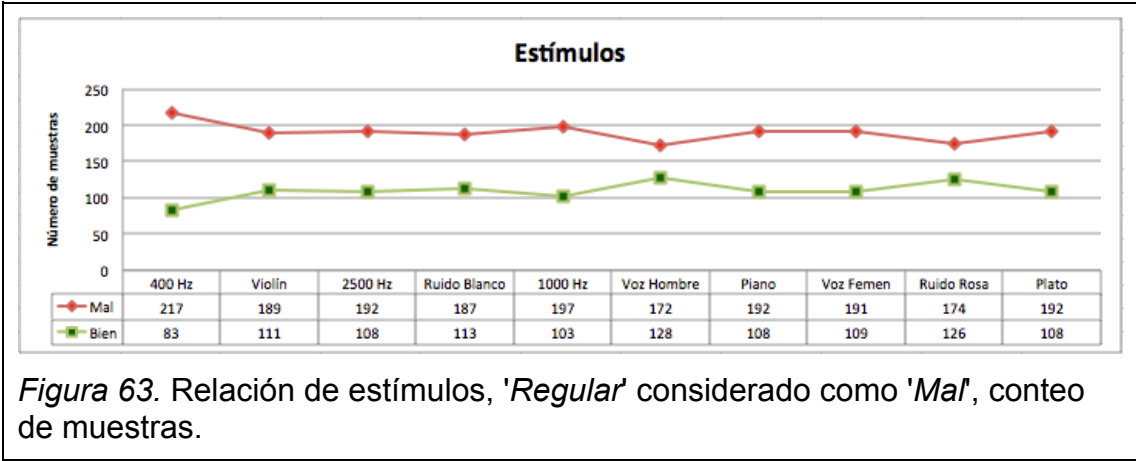 Estímulos
Número de muestras
250
200
150
100
50
0
400 Hz Violín 2500 Hz Ruido Blanco 1000 Hz Voz Hombre Piano Voz Femen Ruido Rosa Plato
Mal 217 189 192 187 197 172 192 191 174 192
Bien 83 111 108 113 103 128 108 109 126 108
Figura 63. Relación de estímulos, 'Regular' considerado como 'Mal', conteo
de muestras.